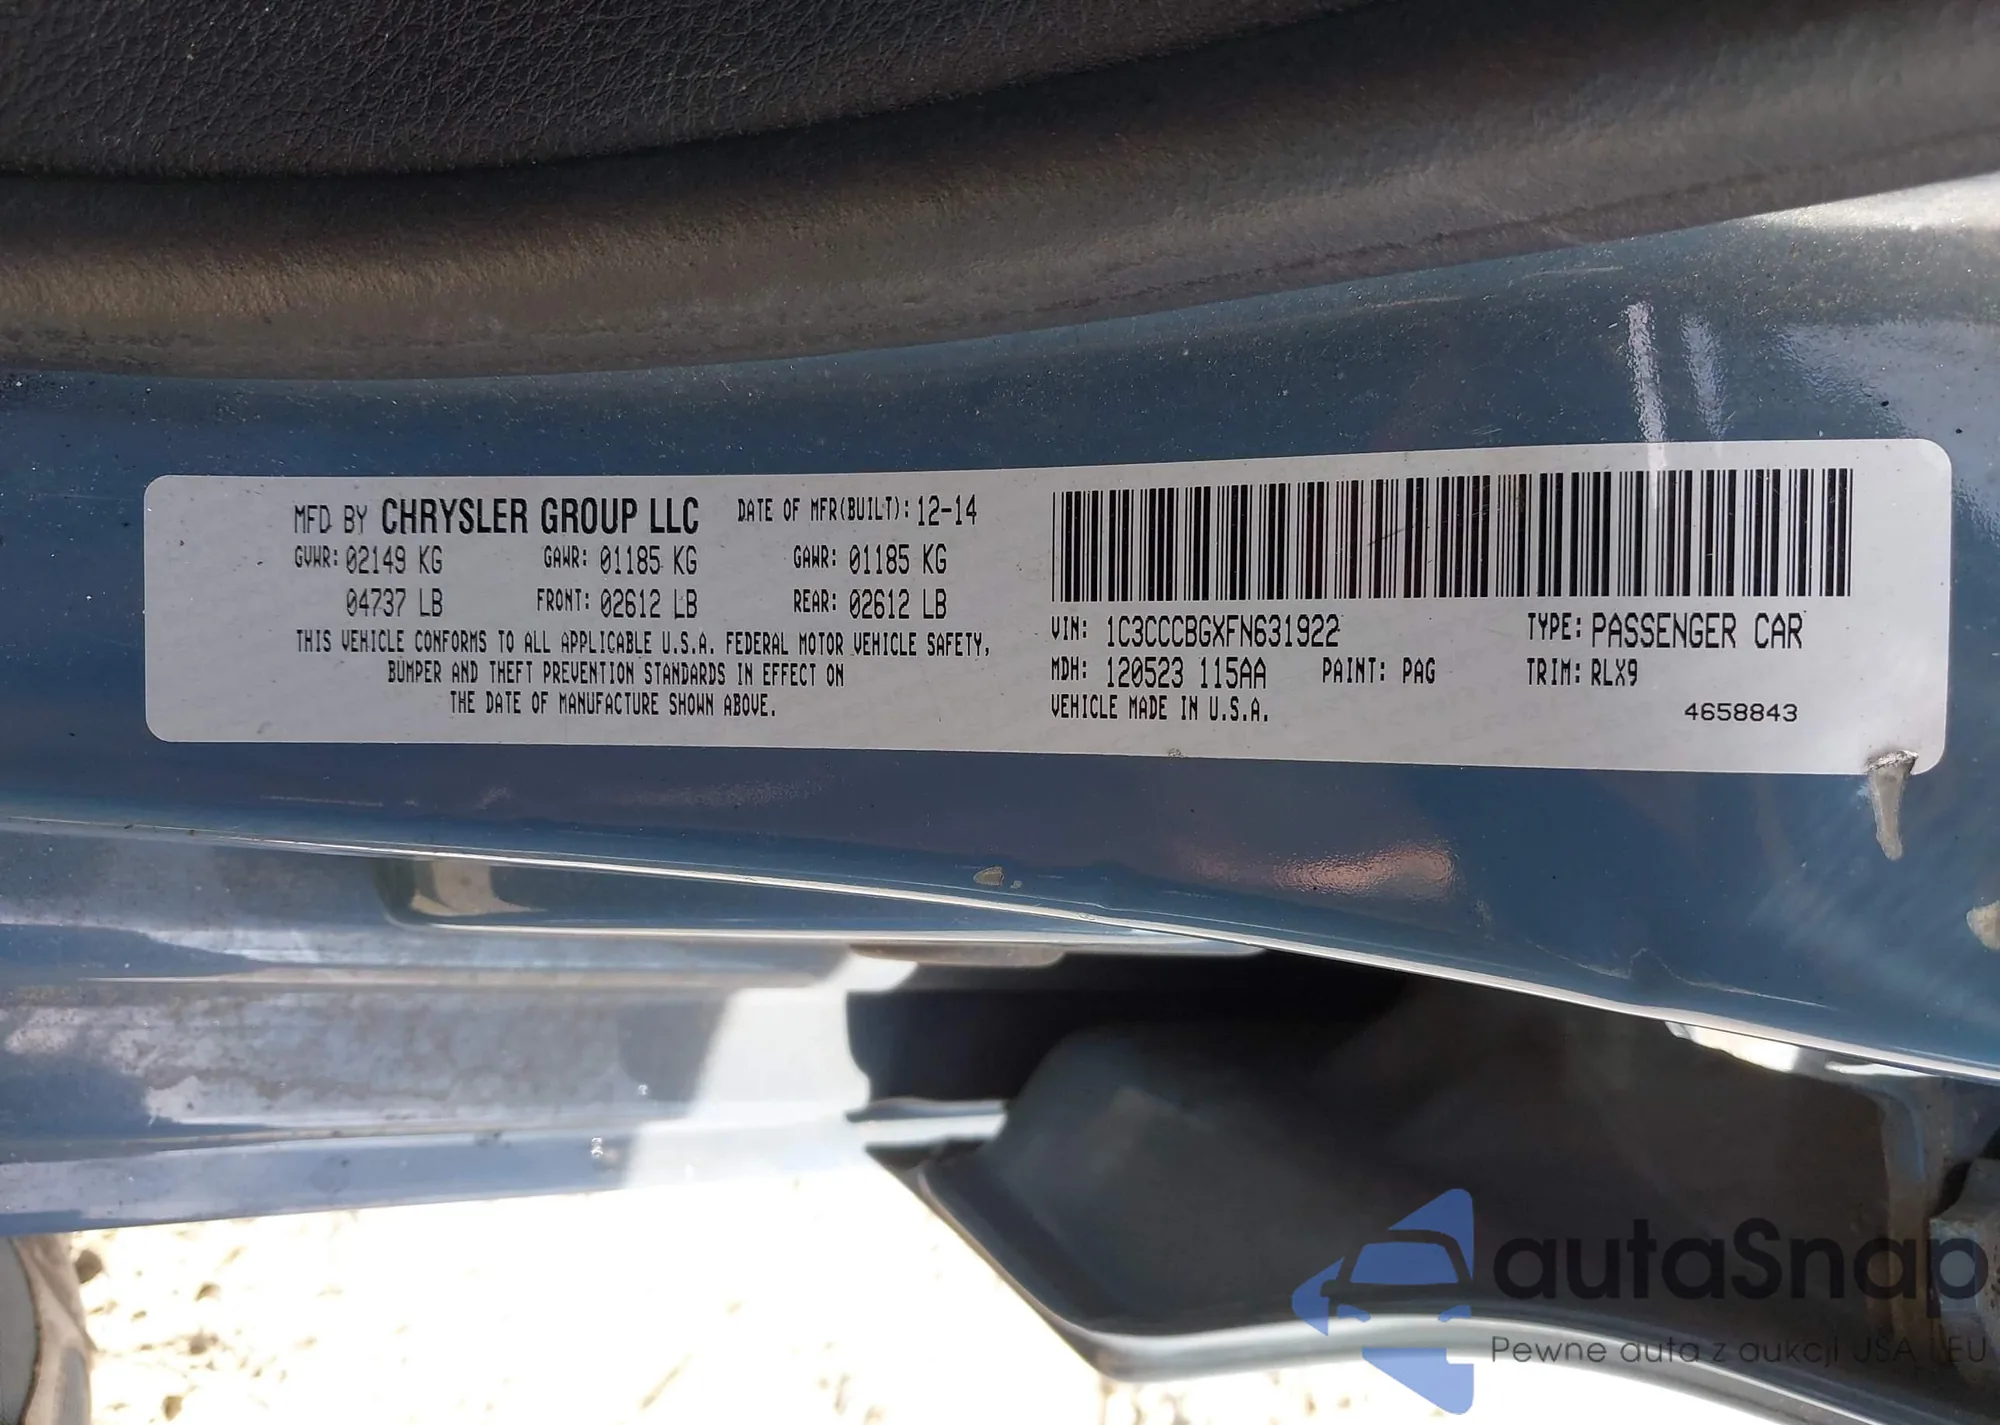 MFD BY CHRYSLER GROUP LLC DATE OF MFR(BUILT): 12-14
GVWR: 02149 KG GAWR: 01185 KG GAWR: 01185 KG
04737 LB FRONT: 02612 LB REAR: 02612 LB
THIS VEHICLE CONFORMS TO ALL APPLICABLE U.S.A. FEDERAL MOTOR VEHICLE SAFETY,
BUMPER AND THEFT PREVENTION STANDARDS IN EFFECT ON
THE DATE OF MANUFACTURE SHOWN ABOVE.
VIN: 1C3CCCBGXFN631922 TYPE: PASSENGER CAR
MDH: 120523 115AA PAINT: PAG TRIM: RLX9
VEHICLE MADE IN U.S.A. 4658843
autaSnap
Pewne auta z aukcji USA i EU